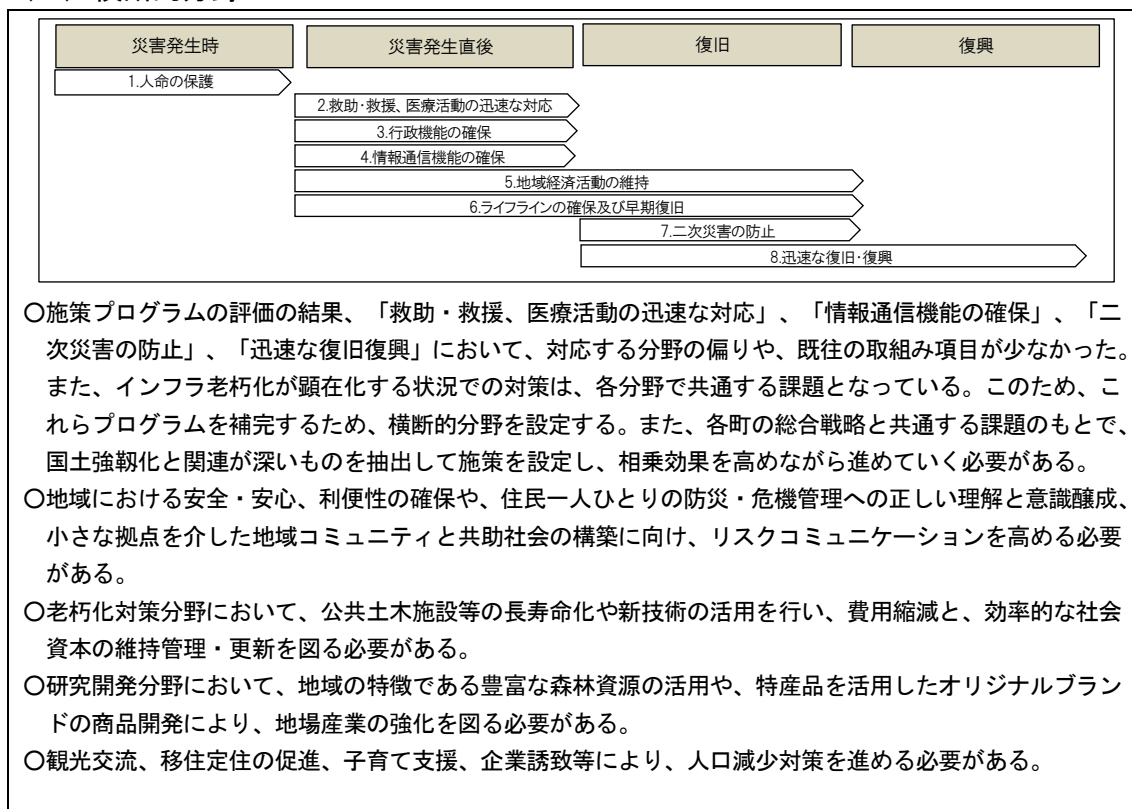 災害発生時
災害発生直後
復旧
復興
1.人命の保護
2.救助・救援、医療活動の迅速な対応
3.行政機能の確保
4.情報通信機能の確保
5.地域経済活動の維持
6.ライフラインの確保及び早期復旧
7.二次災害の防止
8.迅速な復旧・復興
〇施策プログラムの評価の結果、「救助・救援、医療活動の迅速な対応」、「情報通信機能の確保」、「二
次災害の防止」、「迅速な復旧復興」において、対応する分野の偏りや、既往の取組み項目が少なかった。
また、インフラ老朽化が顕在化する状況での対策は、各分野で共通する課題となっている。このため、こ
れらプログラムを補完するため、横断的分野を設定する。また、各町の総合戦略と共通する課題のもとで、
国土強靱化と関連が深いものを抽出して施策を設定し、相乗効果を高めながら進めていく必要がある。
〇地域における安全・安心、利便性の確保や、住民一人ひとりの防災・危機管理への正しい理解と意識醸成、
小さな拠点を介した地域コミュニティと共助社会の構築に向け、リスクコミュニケーションを高める必要
がある。
〇老朽化対策分野において、公共土木施設等の長寿命化や新技術の活用を行い、費用縮減と、効率的な社会
資本の維持管理・更新を図る必要がある。
〇研究開発分野において、地域の特徴である豊富な森林資源の活用や、特産品を活用したオリジナルブラン
ドの商品開発により、地場産業の強化を図る必要がある。
〇観光交流、移住定住の促進、子育て支援、企業誘致等により、人口減少対策を進める必要がある。